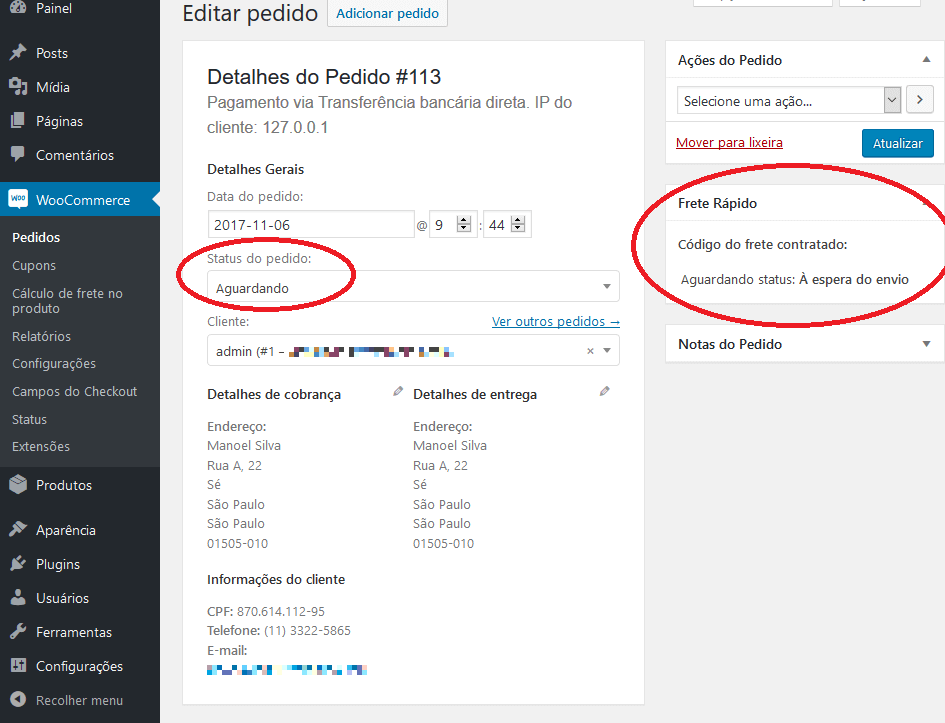 Painel
Posts
Mídia
Páginas
Comentários
WOO
WooCommerce
Pedidos
Cupons
Cálculo de frete no
produto
Relatórios
Configurações
Campos do Checkout
Status
Extensões
Produtos
Aparência
Plugins
Usuários
Ferramentas
Configurações
Recolher menu
Editar pedido Adicionar pedido
Detalhes do Pedido #113
Pagamento via Transferência bancária direta. IP do
cliente: 127.0.0.1
Detalhes Gerais
Data do pedido:
2017-11-06 @ 9 : 44
Status do pedido:
Aguardando
Cliente: Ver outros pedidos →
admin (#1 –
×
Detalhes de cobrança
Endereço:
Manoel Silva
Rua A, 22
Sé
São Paulo
São Paulo
01505-010
Detalhes de entrega
Endereço:
Manoel Silva
Rua A, 22
Sé
São Paulo
São Paulo
01505-010
Informações do cliente
CPF: 870.614.112-95
Telefone: (11) 3322-5865
E-mail:
Ações do Pedido
Selecione uma ação...
Mover para lixeira Atualizar
Frete Rápido
Código do frete contratado:
Aguardando status: À espera do envio
Notas do Pedido